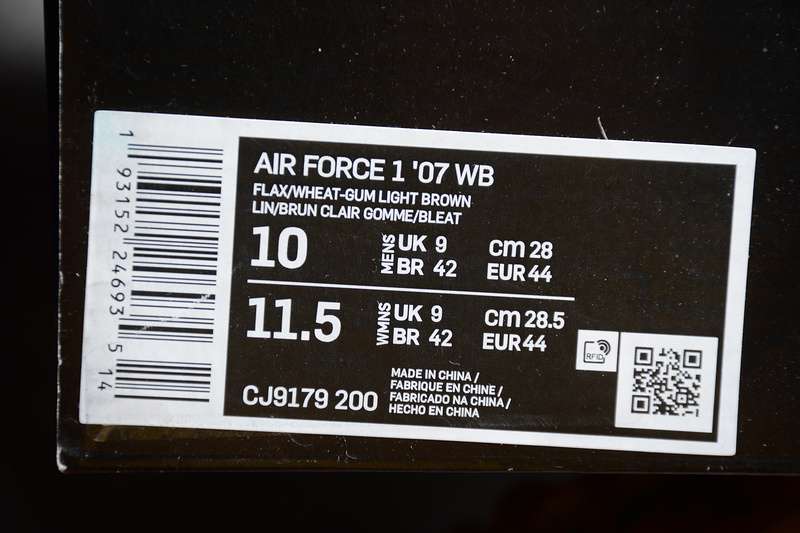 AIR FORCE 1 '07 WB
FLAX/WHEAT-GUM LIGHT BROWN
LIN/BRUN CLAIR GOMME/BLEAT
10 MENS UK 9 cm 28
BR 42 EUR 44
11.5 WMNS UK 9 cm 28.5
BR 42 EUR 44
CJ9179 200
MADE IN CHINA /
FABRIQUE EN CHINE /
FABRICADO NA CHINA /
HECHO EN CHINA
RFID
1 93152 24693 5 14